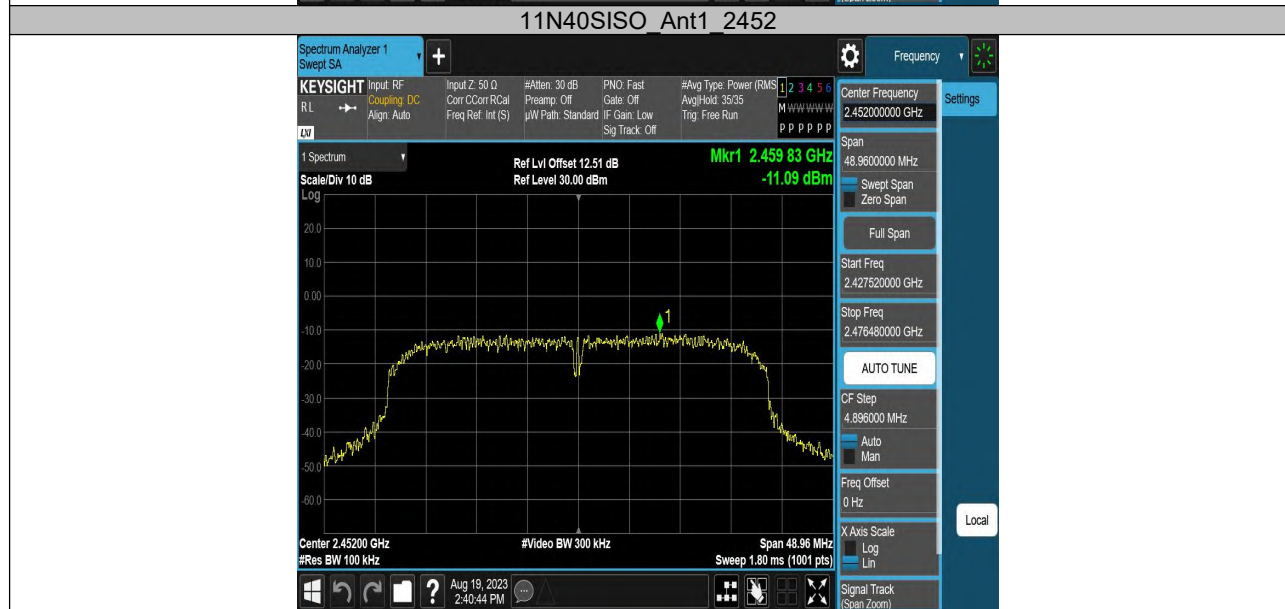 (Span Zoom)
11N40SISO_Ant1_2452
Spectrum Analyzer 1
Swept SA
+
Frequency
KEYSIGHT
R L
LXI
Input: RF
Coupling: DC
Align: Auto
Input Z: 50 Ω
Corr CCorr RCal
Freq Ref: Int (S)
#Atten: 30 dB
Preamp: Off
µW Path: Standard
PNO: Fast
Gate: Off
IF Gain: Low
Sig Track: Off
#Avg Type: Power (RMS
Avg|Hold: 35/35
Trig: Free Run
1 2 3 4 5 6
M W W W W W
P P P P P P
Center Frequency
2.452000000 GHz
Settings
Span
48.9600000 MHz
Swept Span
Zero Span
Full Span
Start Freq
2.427520000 GHz
Stop Freq
2.476480000 GHz
AUTO TUNE
CF Step
4.896000 MHz
Auto
Man
Freq Offset
0 Hz
X Axis Scale
Log
Lin
Local
Signal Track
(Span Zoom)
1 Spectrum
Scale/Div 10 dB
Log
Ref Lvl Offset 12.51 dB
Ref Level 30.00 dBm
Mkr1 2.459 83 GHz
-11.09 dBm
20.0
10.0
0.00
-10.0
-20.0
-30.0
-40.0
-50.0
-60.0
1
Center 2.45200 GHz
#Res BW 100 kHz
#Video BW 300 kHz
Span 48.96 MHz
Sweep 1.80 ms (1001 pts)
?
Aug 19, 2023
2:40:44 PM